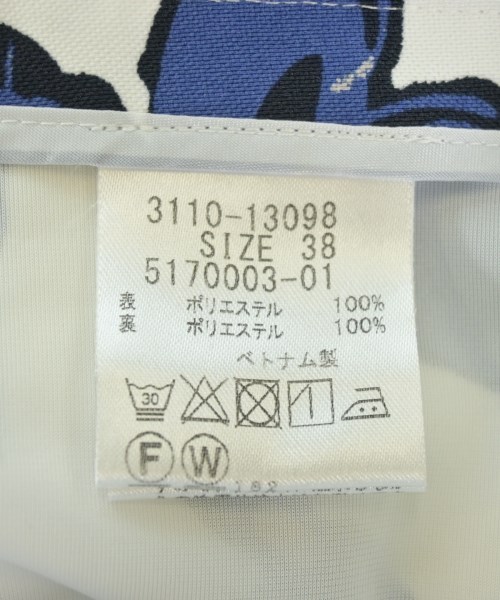 3110-13098
SIZE 38
5170003-01
表 ポリエステル 100%
裏 ポリエステル 100%
ベトナム製
30
F W